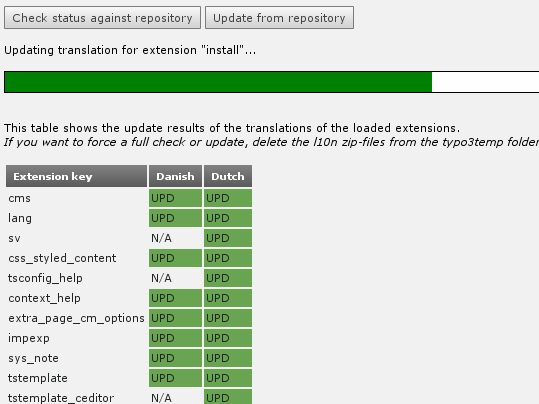 Check status against repository Update from repository
Updating translation for extension "install"...
This table shows the update results of the translations of the loaded extensions.
If you want to force a full check or update, delete the l10n zip-files from the typo3temp folder
Extension key Danish Dutch
cms UPD UPD
lang UPD UPD
sv N/A UPD
css_styled_content UPD UPD
tsconfig_help N/A UPD
context_help UPD UPD
extra_page_cm_options UPD UPD
impexp UPD UPD
sys_note UPD UPD
tstemplate UPD UPD
tstemplate_ceditor N/A UPD